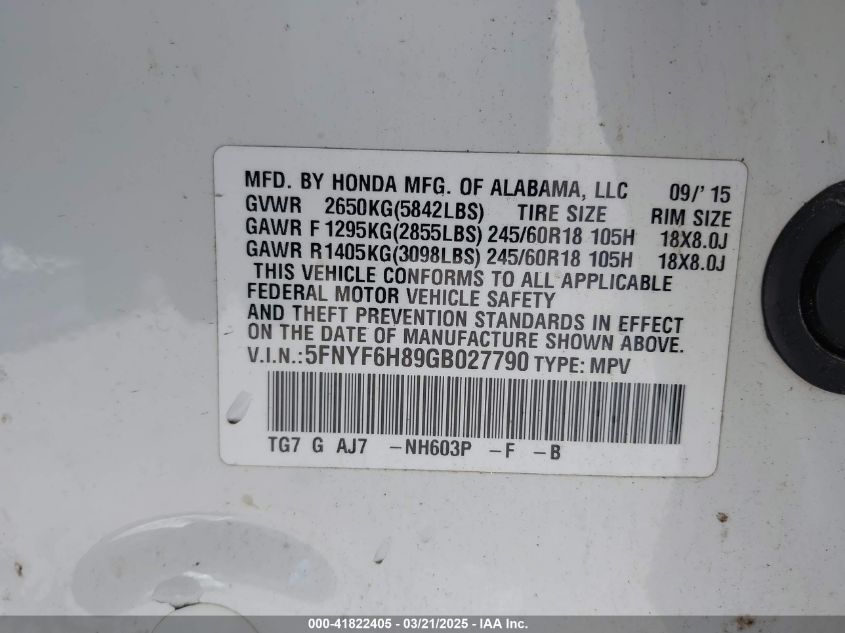 MFD. BY HONDA MFG. OF ALABAMA, LLC 09/'15
GVWR 2650KG(5842LBS) TIRE SIZE RIM SIZE
GAWR F 1295KG(2855LBS) 245/60R18 105H 18X8.0J
GAWR R1405KG(3098LBS) 245/60R18 105H 18X8.0J
THIS VEHICLE CONFORMS TO ALL APPLICABLE
FEDERAL MOTOR VEHICLE SAFETY
AND THEFT PREVENTION STANDARDS IN EFFECT
ON THE DATE OF MANUFACTURE SHOWN ABOVE.
V.I.N.:5FNYF6H89GB027790 TYPE: MPV
TG7 G AJ7 -NH603P -F -B
000-41822405 - 03/21/2025 - IAA Inc.